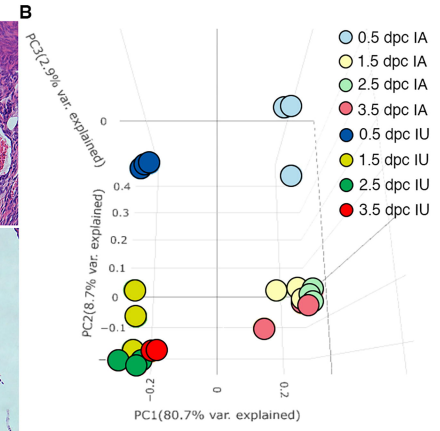 B
PC3(2.9% var. explained)
0
0.5 dpc IA
1.5 dpc IA
2.5 dpc IA
3.5 dpc IA
0.5 dpc IU
1.5 dpc IU
2.5 dpc IU
3.5 dpc IU
PC2(8.7% var. explained)
0.4
0.3
0.2
0.1
0
−0.1
−0.2
0
0.2
PC1(80.7% var. explained)